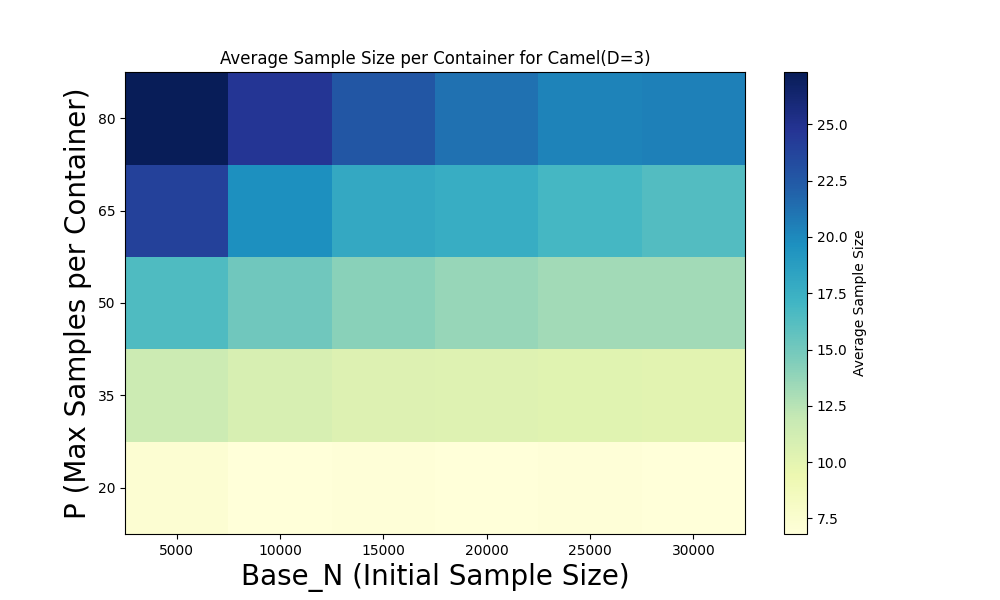 Average Sample Size per Container for Camel(D=3)
P (Max Samples per Container)
80
65
50
35
20
5000 10000 15000 20000 25000 30000
Base_N (Initial Sample Size)
25.0
22.5
20.0
17.5
15.0
12.5
10.0
7.5
Average Sample Size